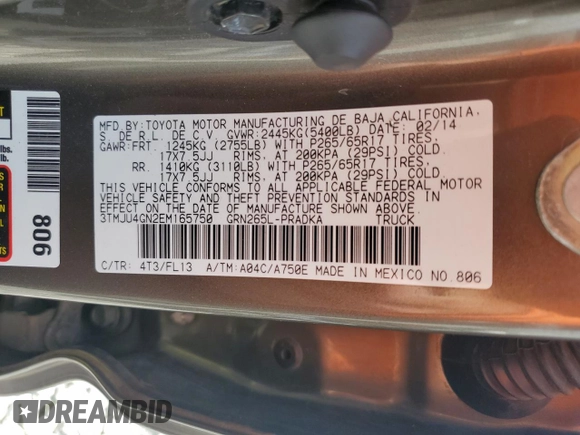 MFD.BY:TOYOTA MOTOR MANUFACTURING DE BAJA CALIFORNIA,
S. DE R.L. DE C.V. GVWR:2445KG(5400LB) DATE: 02/14
GAWR:FRT. 1245KG (2755LB) WITH P265/65R17 TIRES,
17X7.5JJ RIMS, AT 200KPA (29PSI) COLD.
RR. 1410KG (3110LB) WITH P265/65R17 TIRES,
17X7.5JJ RIMS, AT 200KPA (29PSI) COLD
THIS VEHICLE CONFORMS TO ALL APPLICABLE FEDERAL MOTOR
VEHICLE SAFETY AND THEFT PREVENTION STANDARDS IN
EFFECT ON THE DATE OF MANUFACTURE SHOWN ABOVE.
3TMJU4GN2EM165750 GRN265L-PRADKA TRUCK
C/TR: 4T3/FL13 A/TM:A04C/A750E MADE IN MEXICO NO.806
806
lbs.
DREAMBID